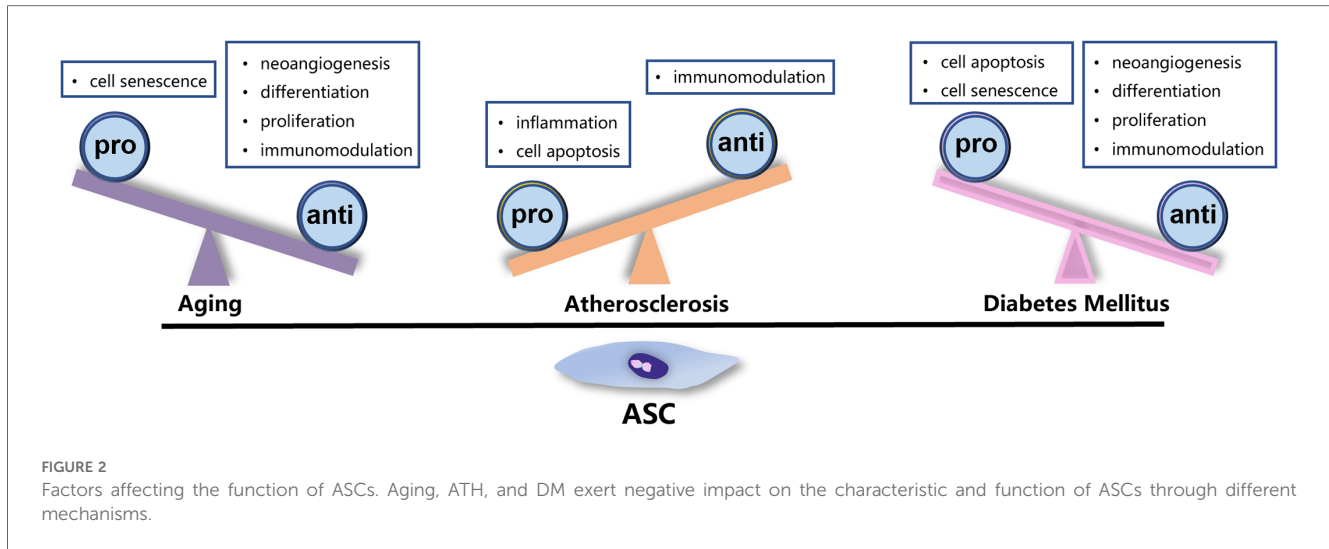 • cell senescence
• neoangiogenesis
• differentiation
• proliferation
• immunomodulation
pro
anti
Aging
• inflammation
• cell apoptosis
• immunomodulation
pro
anti
Atherosclerosis
• cell apoptosis
• cell senescence
• neoangiogenesis
• differentiation
• proliferation
• immunomodulation
pro
anti
Diabetes Mellitus
ASC
FIGURE 2
Factors affecting the function of ASCs. Aging, ATH, and DM exert negative impact on the characteristic and function of ASCs through different
mechanisms.